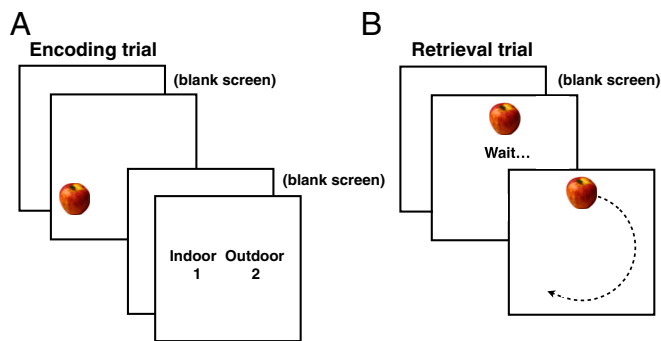 A
Encoding trial
(blank screen)
(blank screen)
Indoor Outdoor
1 2
B
Retrieval trial
(blank screen)
Wait...